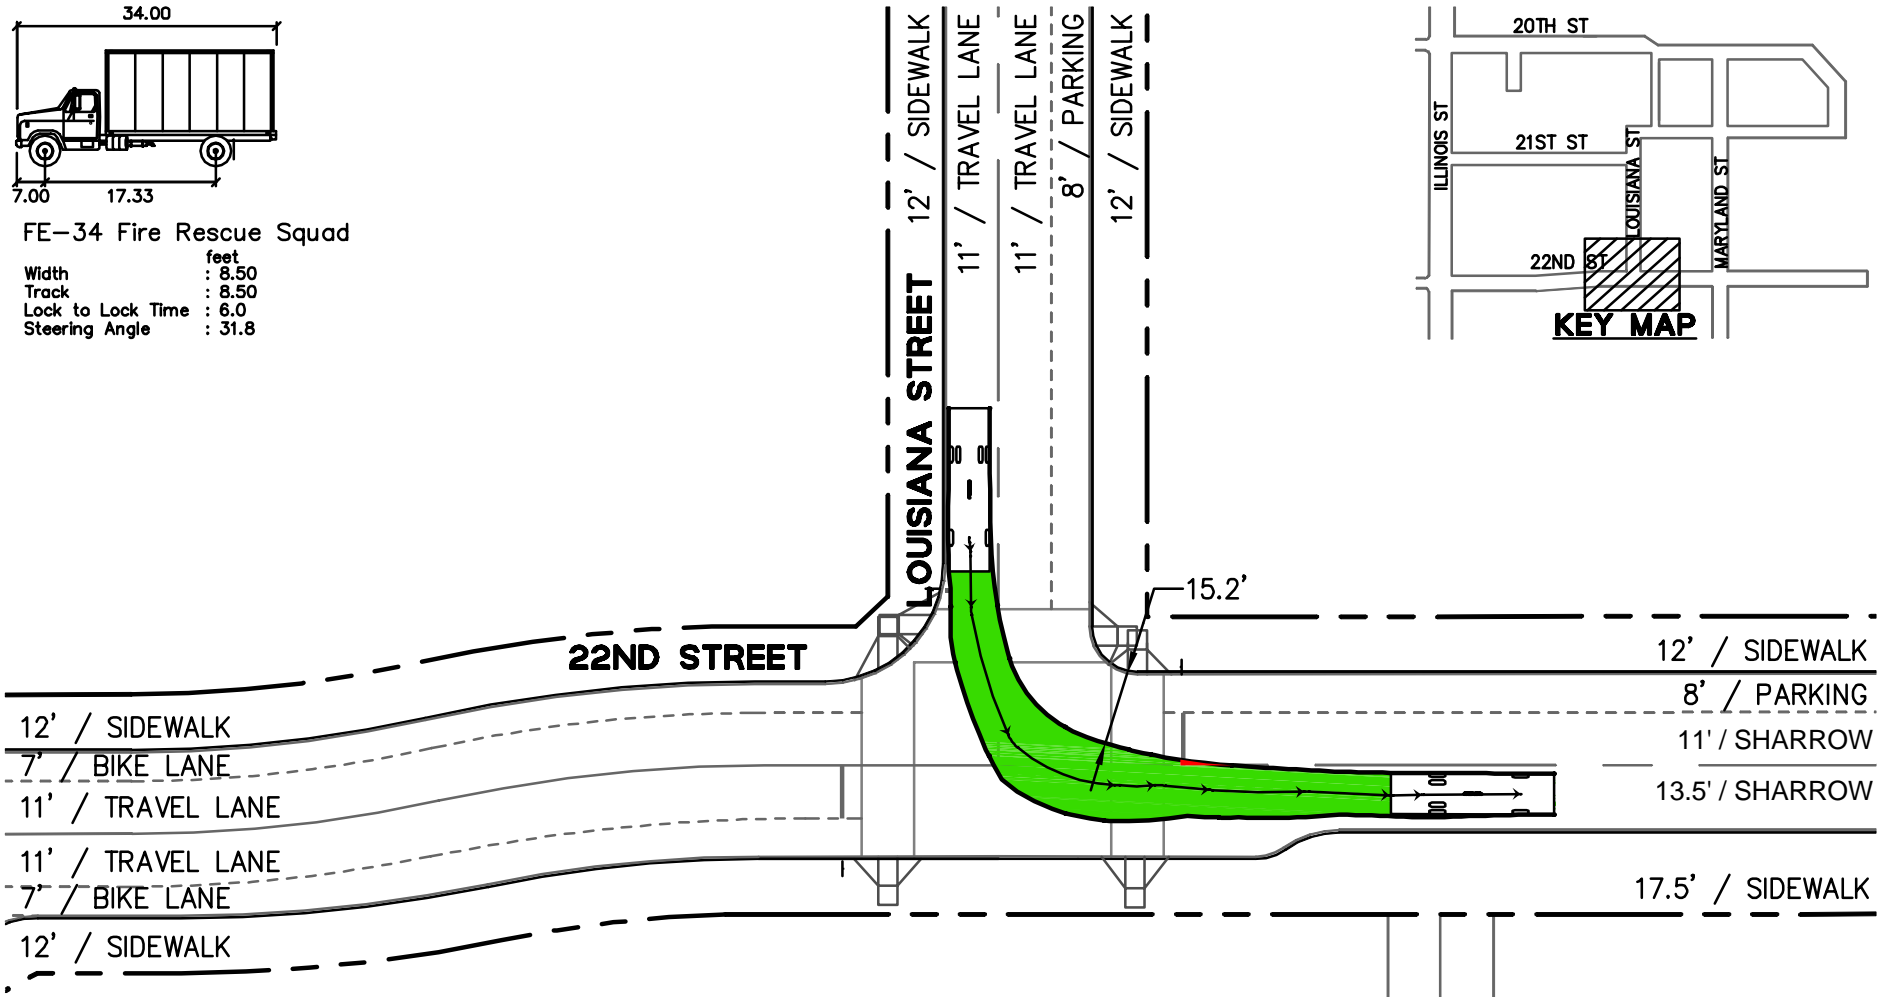 34.00
7.00 17.33
FE-34 Fire Rescue Squad
feet
Width : 8.50
Track : 8.50
Lock to Lock Time : 6.0
Steering Angle : 31.8
12' / SIDEWALK
11' / TRAVEL LANE
11' / TRAVEL LANE
8' / PARKING
12' / SIDEWALK
LOUISIANA STREET
20TH ST
ILLINOIS ST
21ST ST
LOUISIANA ST
MARYLAND ST
22ND ST
KEY MAP
15.2'
22ND STREET
12' / SIDEWALK
7' / BIKE LANE
11' / TRAVEL LANE
11' / TRAVEL LANE
7' / BIKE LANE
12' / SIDEWALK
12' / SIDEWALK
8' / PARKING
11' / SHARROW
13.5' / SHARROW
17.5' / SIDEWALK